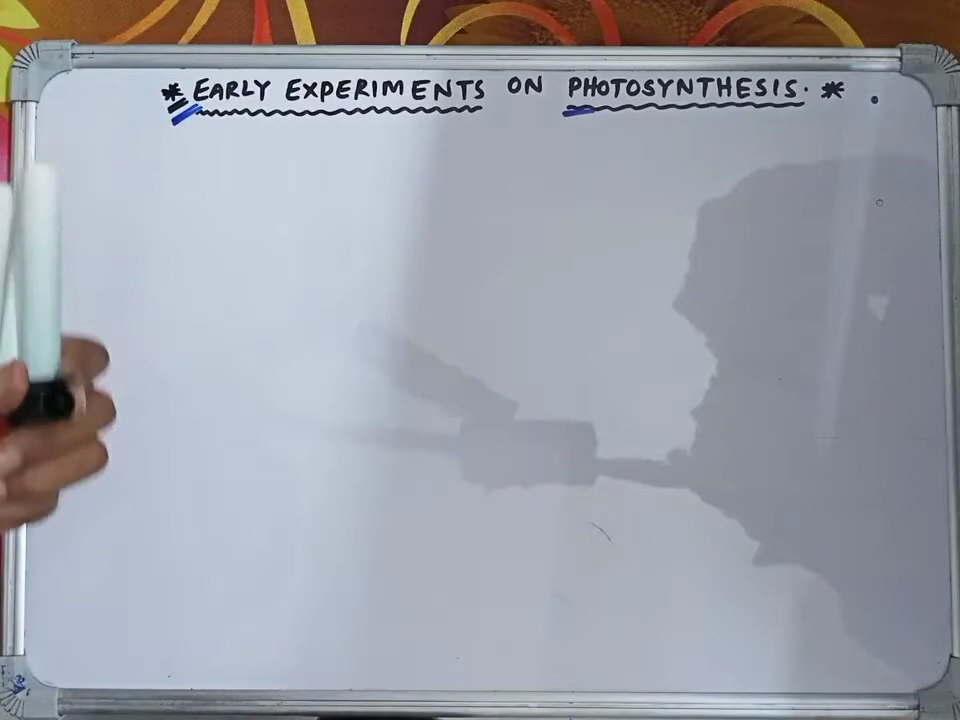 * EARLY EXPERIMENTS ON PHOTOSYNTHESIS. * .